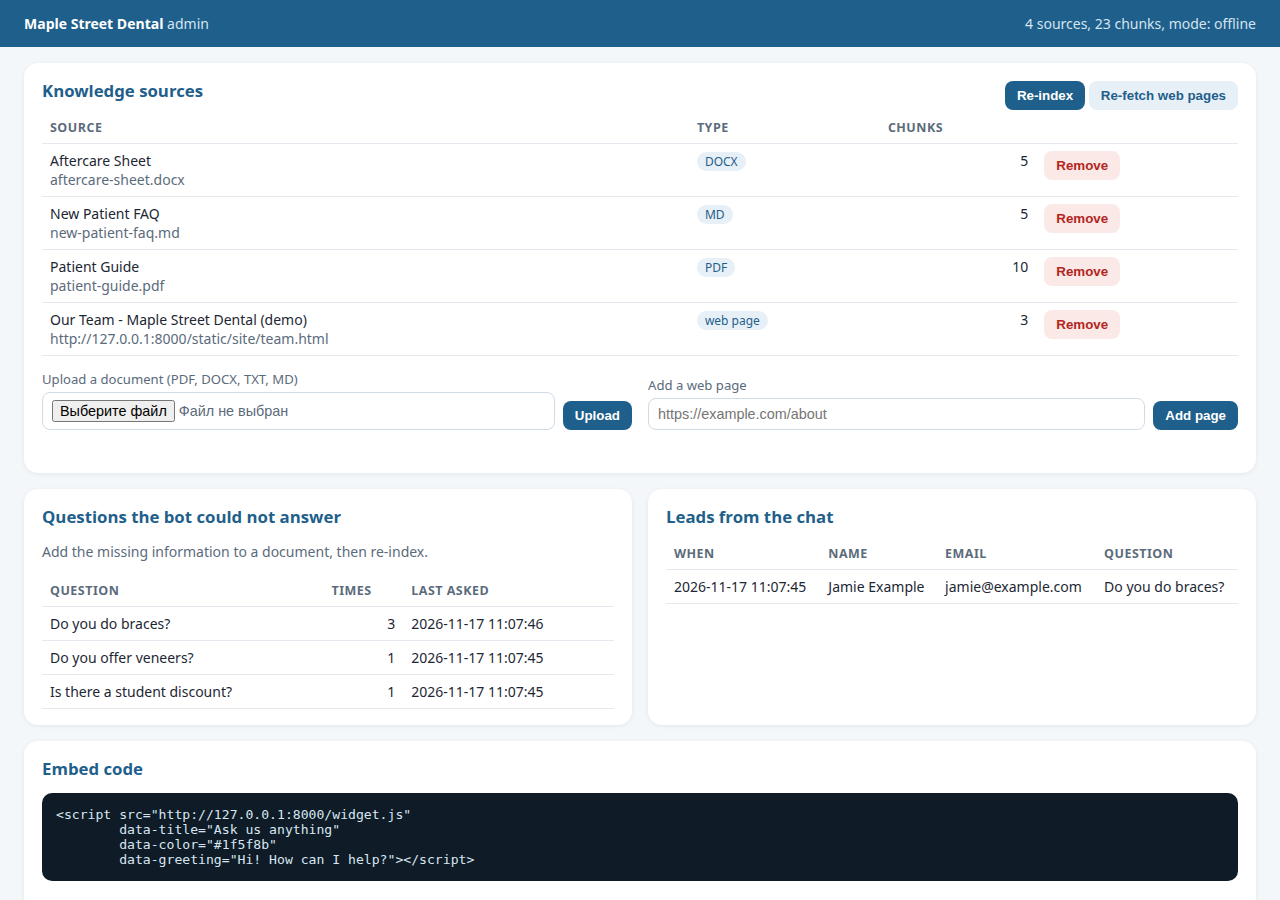 Maple Street Dental admin
4 sources, 23 chunks, mode: offline
Knowledge sources
Re-index
Re-fetch web pages
SOURCE TYPE CHUNKS
Aftercare Sheet DOCX 5 Remove
aftercare-sheet.docx
New Patient FAQ MD 5 Remove
new-patient-faq.md
Patient Guide PDF 10 Remove
patient-guide.pdf
Our Team - Maple Street Dental (demo) web page 3 Remove
http://127.0.0.1:8000/static/site/team.html
Upload a document (PDF, DOCX, TXT, MD)
Выберите файл Файл не выбран Upload
Add a web page
https://example.com/about Add page
Questions the bot could not answer
Add the missing information to a document, then re-index.
QUESTION TIMES LAST ASKED
Do you do braces? 3 2026-11-17 11:07:46
Do you offer veneers? 1 2026-11-17 11:07:45
Is there a student discount? 1 2026-11-17 11:07:45
Leads from the chat
WHEN NAME EMAIL QUESTION
2026-11-17 11:07:45 Jamie Example jamie@example.com Do you do braces?
Embed code
<script src="http://127.0.0.1:8000/widget.js"
data-title="Ask us anything"
data-color="#1f5f8b"
data-greeting="Hi! How can I help?"></script>